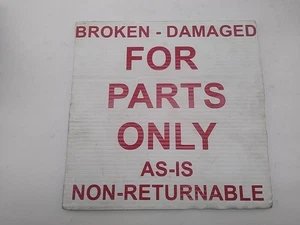 BROKEN - DAMAGED
FOR
PARTS
ONLY
AS-IS
NON-RETURNABLE